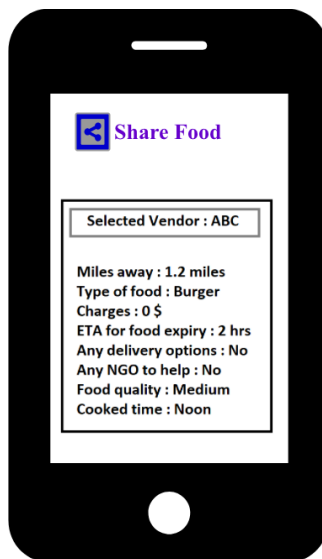 Share Food
Selected Vendor : ABC
Miles away : 1.2 miles
Type of food : Burger
Charges : 0 $
ETA for food expiry : 2 hrs
Any delivery options : No
Any NGO to help : No
Food quality : Medium
Cooked time : Noon